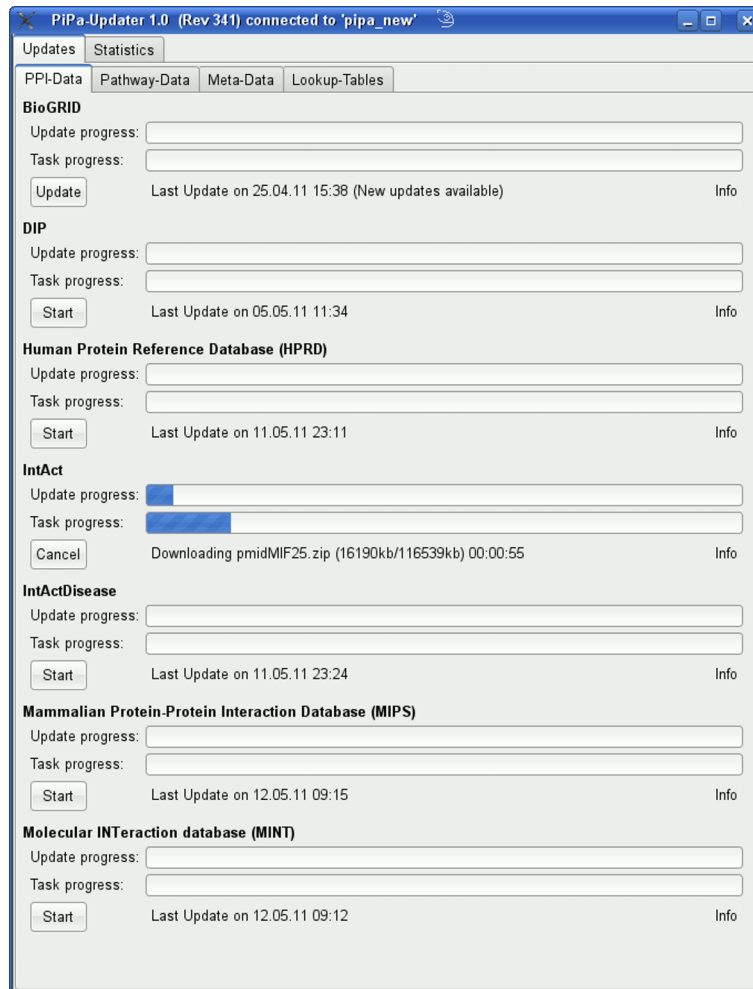 PiPa-Updater 1.0 (Rev 341) connected to 'pipa_new'
Updates Statistics
PPI-Data Pathway-Data Meta-Data Lookup-Tables
BioGRID
Update progress:
Task progress:
Update Last Update on 25.04.11 15:38 (New updates available) Info
DIP
Update progress:
Task progress:
Start Last Update on 05.05.11 11:34 Info
Human Protein Reference Database (HPRD)
Update progress:
Task progress:
Start Last Update on 11.05.11 23:11 Info
IntAct
Update progress:
Task progress:
Cancel Downloading pmidMIF25.zip (16190kb/116539kb) 00:00:55 Info
IntActDisease
Update progress:
Task progress:
Start Last Update on 11.05.11 23:24 Info
Mammalian Protein-Protein Interaction Database (MIPS)
Update progress:
Task progress:
Start Last Update on 12.05.11 09:15 Info
Molecular INTeraction database (MINT)
Update progress:
Task progress:
Start Last Update on 12.05.11 09:12 Info